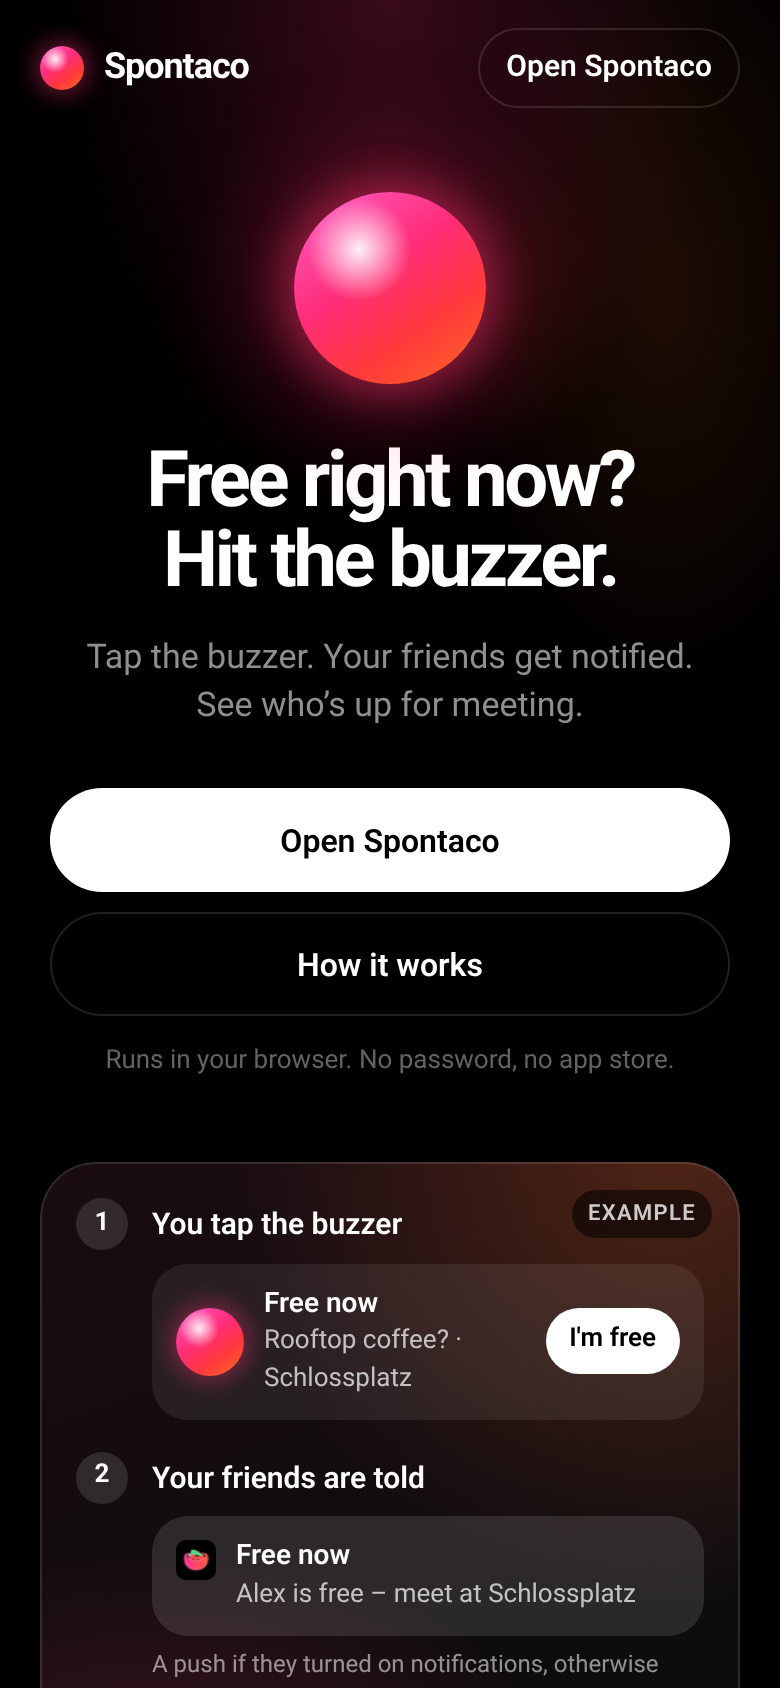 Spontaco
Open Spontaco
Free right now?
Hit the buzzer.
Tap the buzzer. Your friends get notified.
See who’s up for meeting.
Open Spontaco
How it works
Runs in your browser. No password, no app store.
1
You tap the buzzer
EXAMPLE
Free now
Rooftop coffee? ·
Schlossplatz
I'm free
2
Your friends are told
Free now
Alex is free – meet at Schlossplatz
A push if they turned on notifications, otherwise